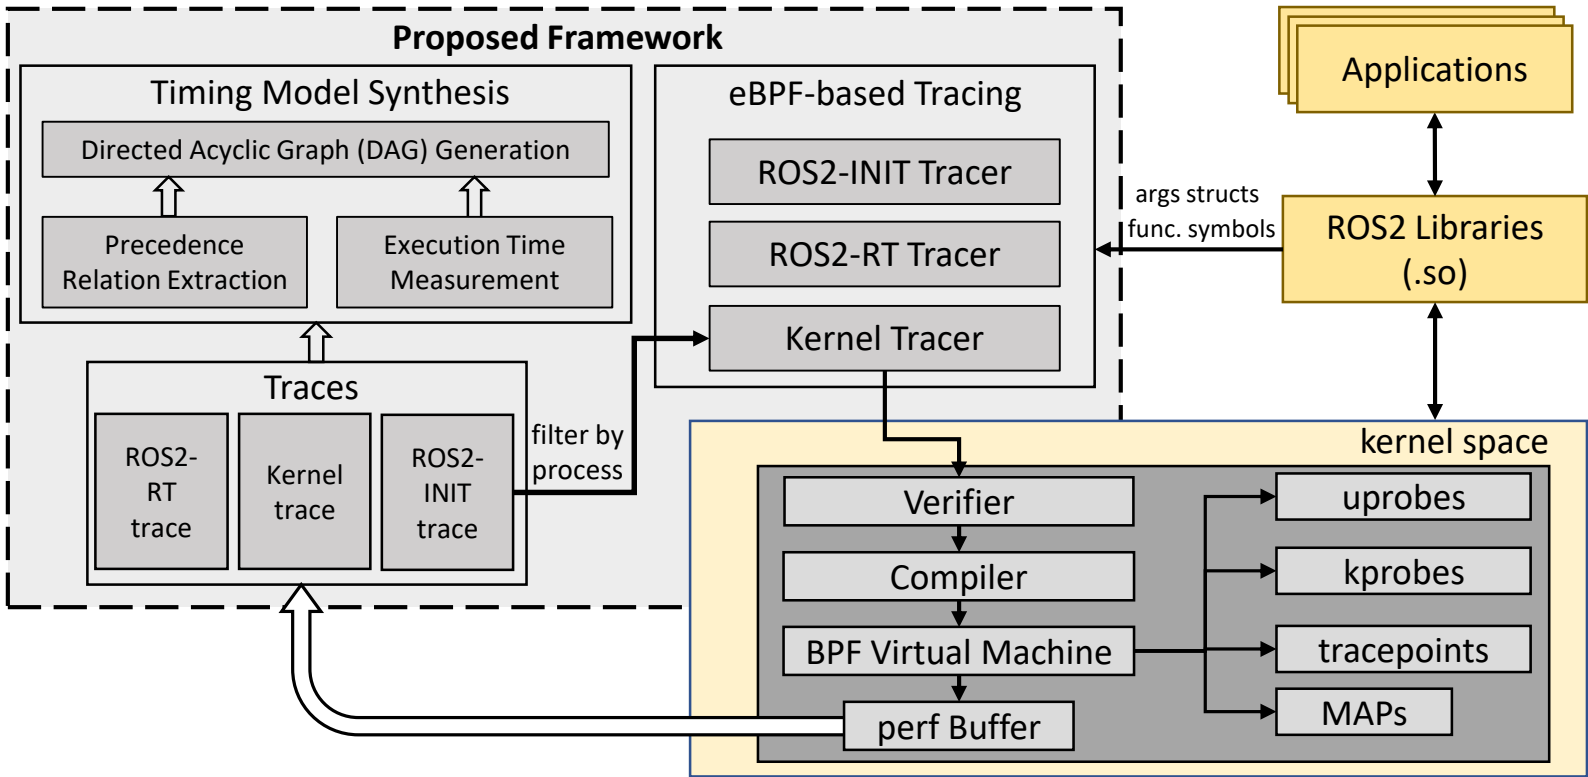 Proposed Framework
Timing Model Synthesis
Directed Acyclic Graph (DAG) Generation
Precedence
Relation Extraction
Execution Time
Measurement
eBPF-based Tracing
ROS2-INIT Tracer
ROS2-RT Tracer
Kernel Tracer
Applications
args structs
func. symbols
ROS2 Libraries
(.so)
Traces
ROS2-
RT
trace
Kernel
trace
ROS2-
INIT
trace
filter by
process
kernel space
Verifier
Compiler
BPF Virtual Machine
perf Buffer
uprobes
kprobes
tracepoints
MAPs